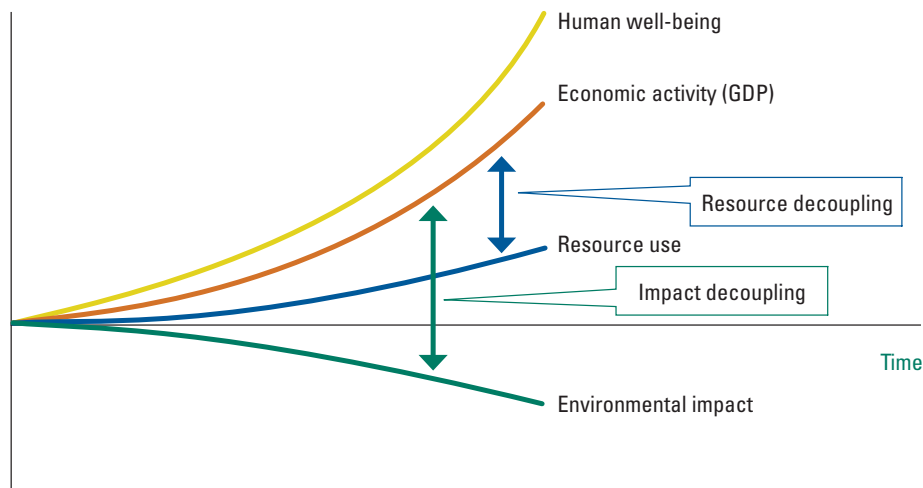 Human well-being
Economic activity (GDP)
Resource decoupling
Resource use
Impact decoupling
Time
Environmental impact